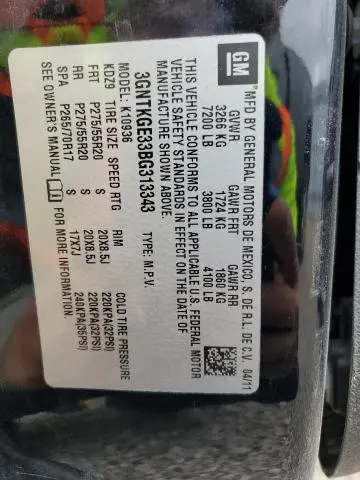 GM
MFD BY GENERAL MOTORS DE MEXICO, S. DE R.L. DE C.V. 04/11
GVWR GAWR FRT GAWR RR
3266 KG 1724 KG 1860 KG
7200 LB 3800 LB 4100 LB
THIS VEHICLE CONFORMS TO ALL APPLICABLE U.S. FEDERAL MOTOR
VEHICLE SAFETY STANDARDS IN EFFECT ON THE DATE OF
MANUFACTURE SHOWN ABOVE.
3GNTKGE33BG313343 TYPE: M.P.V.
MODEL: K10936
KDZ9 TIRE SIZE SPEED RTG RIM COLD TIRE PRESSURE
FRT P275/55R20 S 20X8.5J 220KPA(32PSI)
RR P275/55R20 S 20X8.5J 220KPA(32PSI)
SPA P265/70R17 S 17X7J 240KPA(35PSI)
SEE OWNER'S MANUAL i FOR MORE INFORMATION.